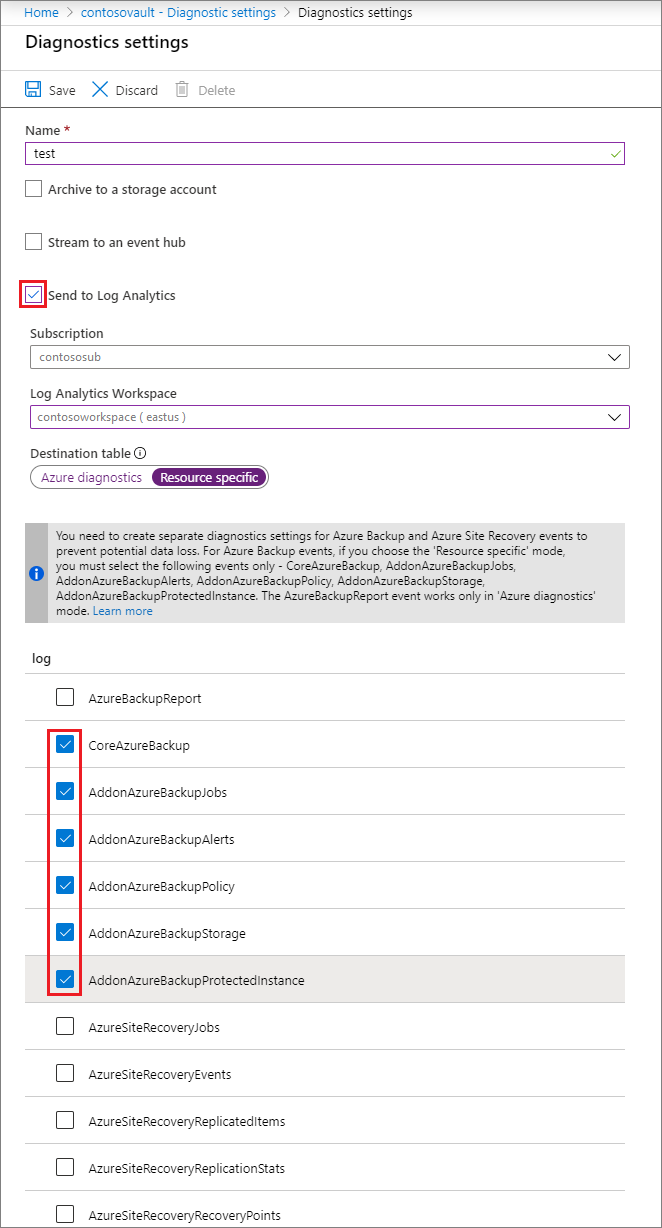 Home > contosovault - Diagnostic settings > Diagnostics settings
Diagnostics settings
Save Discard Delete
Name *
test
Archive to a storage account
Stream to an event hub
Send to Log Analytics
Subscription
contososub
Log Analytics Workspace
contosoworkspace ( eastus )
Destination table
Azure diagnostics Resource specific
You need to create separate diagnostics settings for Azure Backup and Azure Site Recovery events to
prevent potential data loss. For Azure Backup events, if you choose the 'Resource specific' mode,
you must select the following events only - CoreAzureBackup, AddonAzureBackupJobs,
AddonAzureBackupAlerts, AddonAzureBackupPolicy, AddonAzureBackupStorage,
AddonAzureBackupProtectedInstance. The AzureBackupReport event works only in 'Azure diagnostics'
mode. Learn more
log
AzureBackupReport
CoreAzureBackup
AddonAzureBackupJobs
AddonAzureBackupAlerts
AddonAzureBackupPolicy
AddonAzureBackupStorage
AddonAzureBackupProtectedInstance
AzureSiteRecoveryJobs
AzureSiteRecoveryEvents
AzureSiteRecoveryReplicatedItems
AzureSiteRecoveryReplicationStats
AzureSiteRecoveryRecoveryPoints